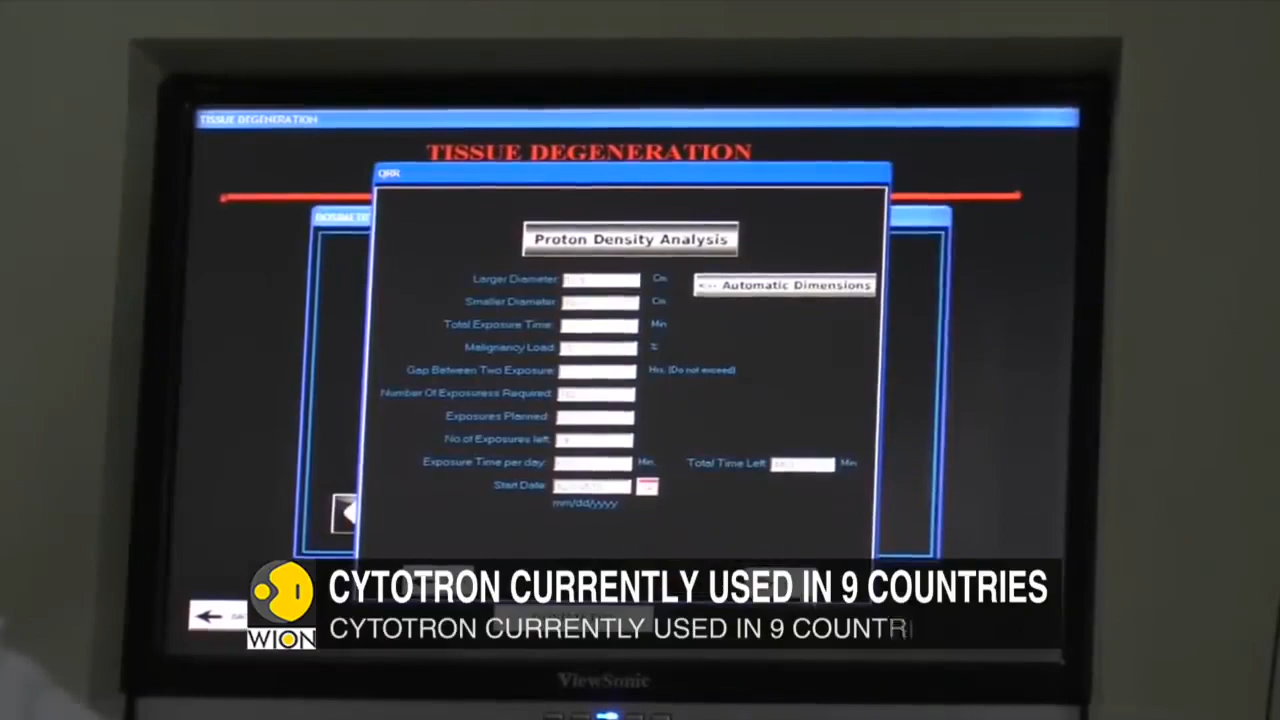 TISSUE DEGENERATION
TISSUE DEGENERATION
QRR
Proton Density Analysis
Larger Diameter: Cm.
<-- Automatic Dimensions
Smaller Diameter: Cm.
Total Exposure Time: Min
Malignancy Load: %
Gap Between Two Exposure: Hrs. (Do not exceed)
Number Of Exposuress Required:
Exposures Planned:
No of Exposures left:
Exposure Time per day: Min.
Total Time Left: Min.
Start Date:
mm/dd/yyyy
CYTOTRON CURRENTLY USED IN 9 COUNTRIES
WION
CYTOTRON CURRENTLY USED IN 9 COUNTRI
ViewSonic